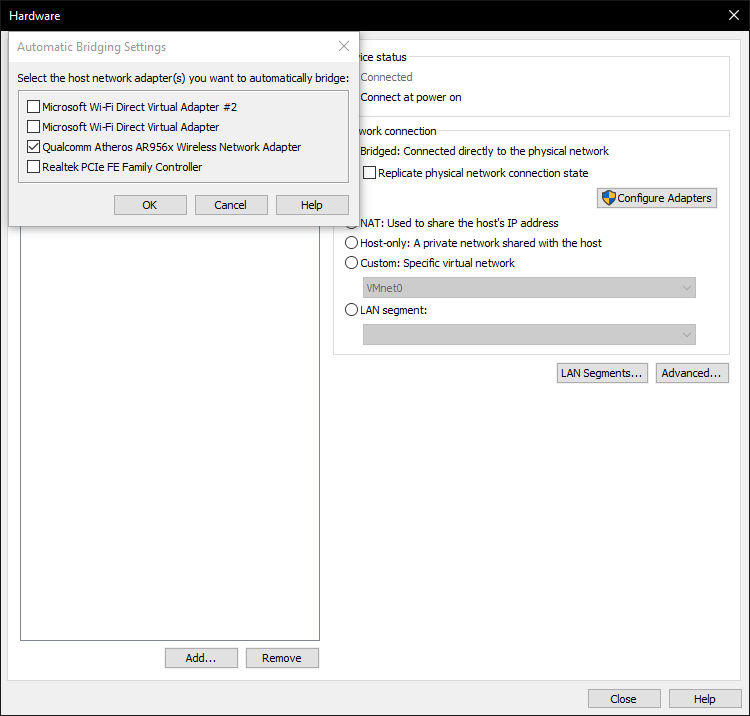 Hardware
Automatic Bridging Settings
Select the host network adapter(s) you want to automatically bridge:
Microsoft Wi-Fi Direct Virtual Adapter #2
Microsoft Wi-Fi Direct Virtual Adapter
Qualcomm Atheros AR956x Wireless Network Adapter
Realtek PCIe FE Family Controller
OK
Cancel
Help
ice status
Connected
Connect at power on
work connection
Bridged: Connected directly to the physical network
Replicate physical network connection state
Configure Adapters
NAT: Used to share the host's IP address
Host-only: A private network shared with the host
Custom: Specific virtual network
VMnet0
LAN segment:
LAN Segments...
Advanced...
Add...
Remove
Close
Help